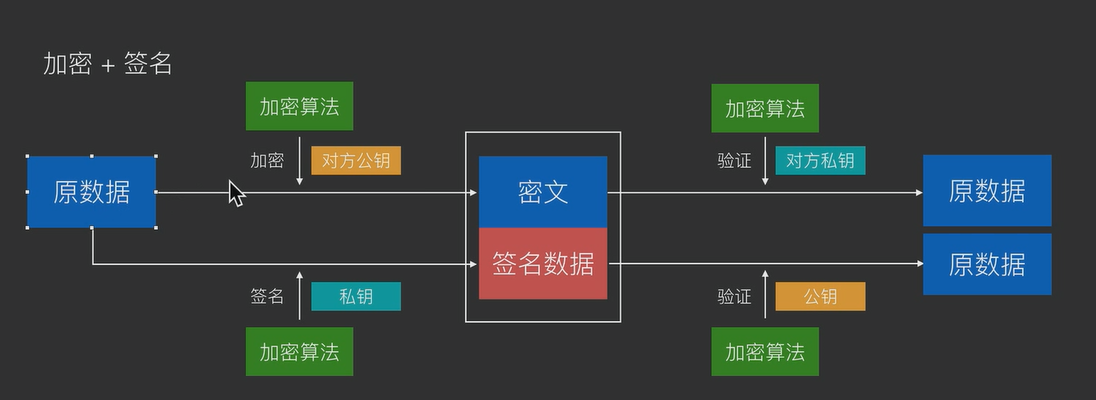 加密 + 签名
加密算法
加密算法
加密
对方公钥
验证
对方私钥
原数据
密文
原数据
签名数据
原数据
签名
私钥
验证
公钥
加密算法
加密算法